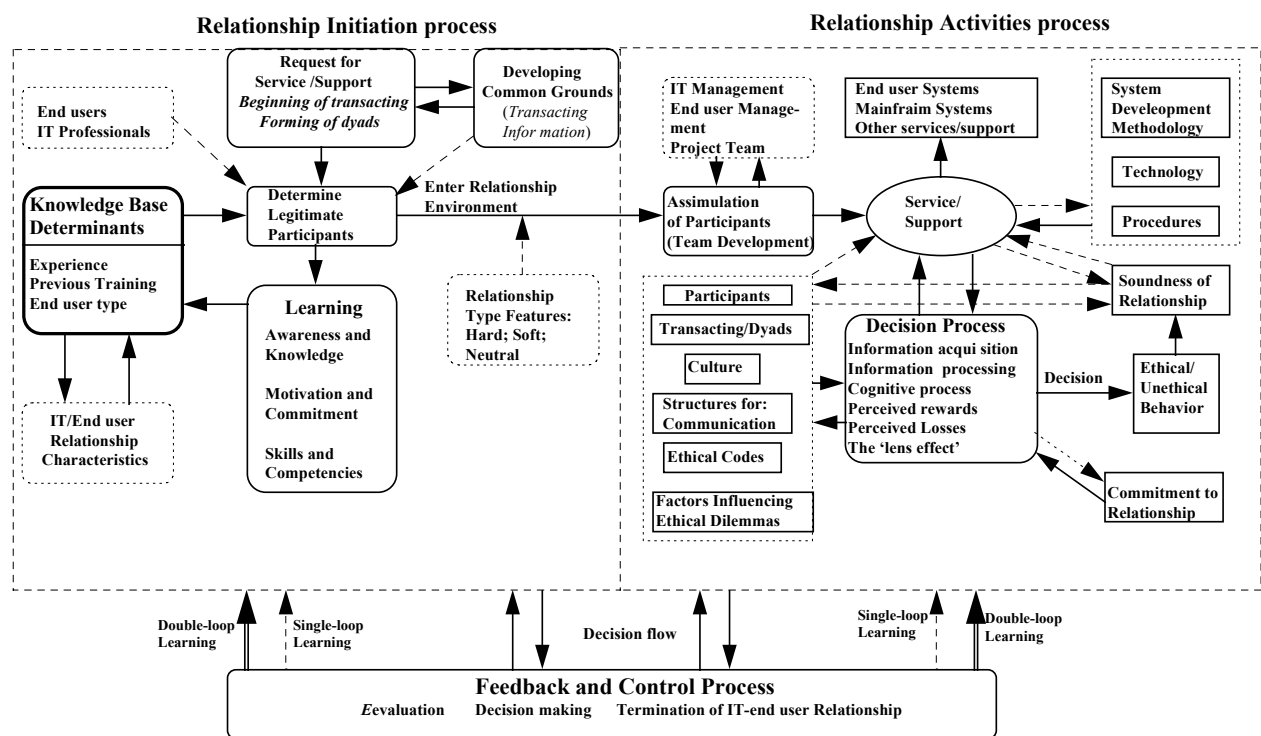 Relationship Initiation process
Relationship Activities process
Request for
Service /Support
Beginning of transacting
Forming of dyads
Developing
Common Grounds
(Transacting
Infor mation)
End users
IT Professionals
Knowledge Base
Determinants
Experience
Previous Training
End user type
Determine
Legitimate
Participants
Enter Relationship
Environment
Learning
Awareness and
Knowledge
Motivation and
Commitment
Skills and
Competencies
Relationship
Type Features:
Hard; Soft;
Neutral
IT/End user
Relationship
Characteristics
IT Management
End user Manage-
ment
Project Team
Assimilation
of Participants
(Team Development)
End user Systems
Mainfraim Systems
Other services/support
Service/
Support
System
Develeopment
Methodology
Technology
Procedures
Participants
Transacting/Dyads
Culture
Structures for:
Communication
Ethical Codes
Factors Influencing
Ethical Dilemmas
Decision Process
Information acqui sition
Information processing
Cognitive process
Perceived rewards
Perceived Losses
The ‘lens effect’
Decision
Soundness of
Relationship
Ethical/
Unethical
Behavior
Commitment to
Relationship
Double-loop
Learning
Single-loop
Learning
Decision flow
Single-loop
Learning
Double-loop
Learning
Feedback and Control Process
Eevaluation Decision making Termination of IT-end user Relationship